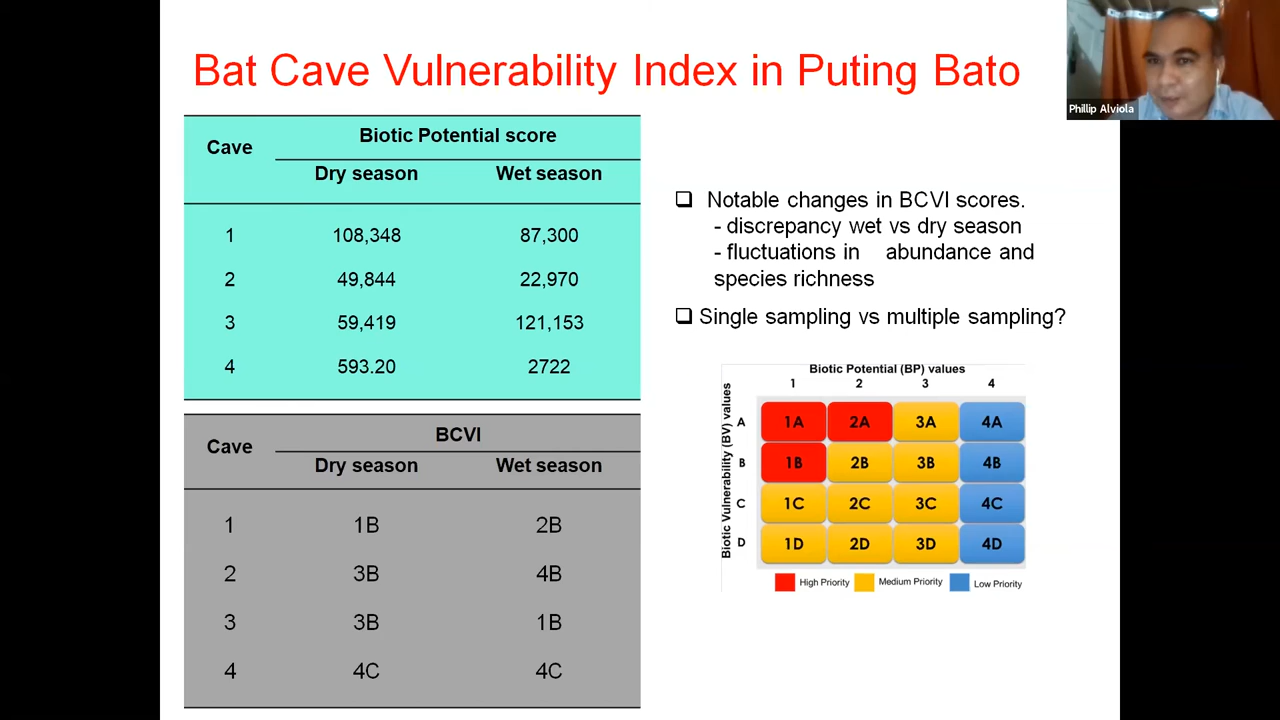 Bat Cave Vulnerability Index in Puting Bato
Phillip Alviola
Cave Biotic Potential score
Dry season Wet season
1 108,348 87,300
2 49,844 22,970
3 59,419 121,153
4 593.20 2722
Cave BCVI
Dry season Wet season
1 1B 2B
2 3B 4B
3 3B 1B
4 4C 4C
Notable changes in BCVI scores.
- discrepancy wet vs dry season
- fluctuations in abundance and
species richness
Single sampling vs multiple sampling?
Biotic Potential (BP) values
1 2 3 4
Biotic Vulnerability (BV) values
A 1A 2A 3A 4A
B 1B 2B 3B 4B
C 1C 2C 3C 4C
D 1D 2D 3D 4D
High Priority Medium Priority Low Priority